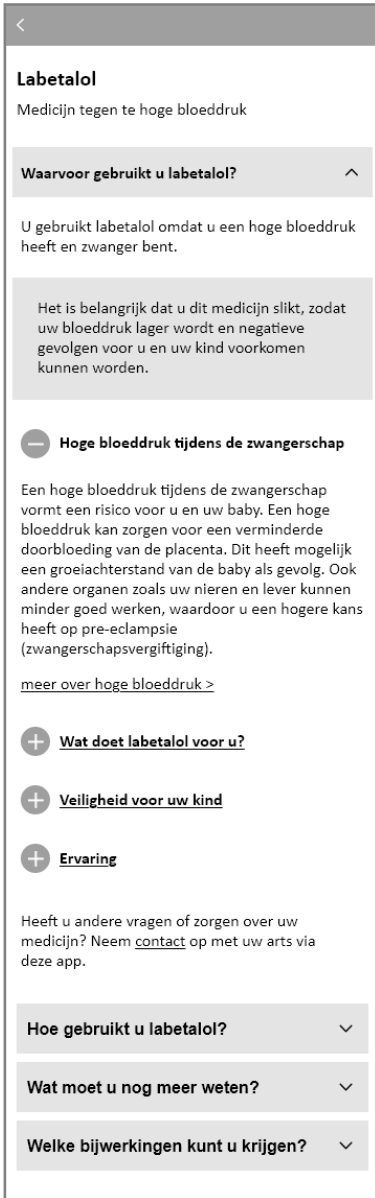 Labetalol
Medicijn tegen te hoge bloeddruk
Waarvoor gebruikt u labetalol?
U gebruikt labetalol omdat u een hoge bloeddruk
heeft en zwanger bent.
Het is belangrijk dat u dit medicijn slikt, zodat
uw bloeddruk lager wordt en negatieve
gevolgen voor u en uw kind voorkomen
kunnen worden.
Hoge bloeddruk tijdens de zwangerschap
Een hoge bloeddruk tijdens de zwangerschap
vormt een risico voor u en uw baby. Een hoge
bloeddruk kan zorgen voor een verminderde
doorbloeding van de placenta. Dit heeft mogelijk
een groeiachterstand van de baby als gevolg. Ook
andere organen zoals uw nieren en lever kunnen
minder goed werken, waardoor u een hogere kans
heeft op pre-eclampsie
(zwangerschapsvergiftiging).
meer over hoge bloeddruk >
Wat doet labetalol voor u?
Veiligheid voor uw kind
Ervaring
Heeft u andere vragen of zorgen over uw
medicijn? Neem contact op met uw arts via
deze app.
Hoe gebruikt u labetalol?
Wat moet u nog meer weten?
Welke bijwerkingen kunt u krijgen?